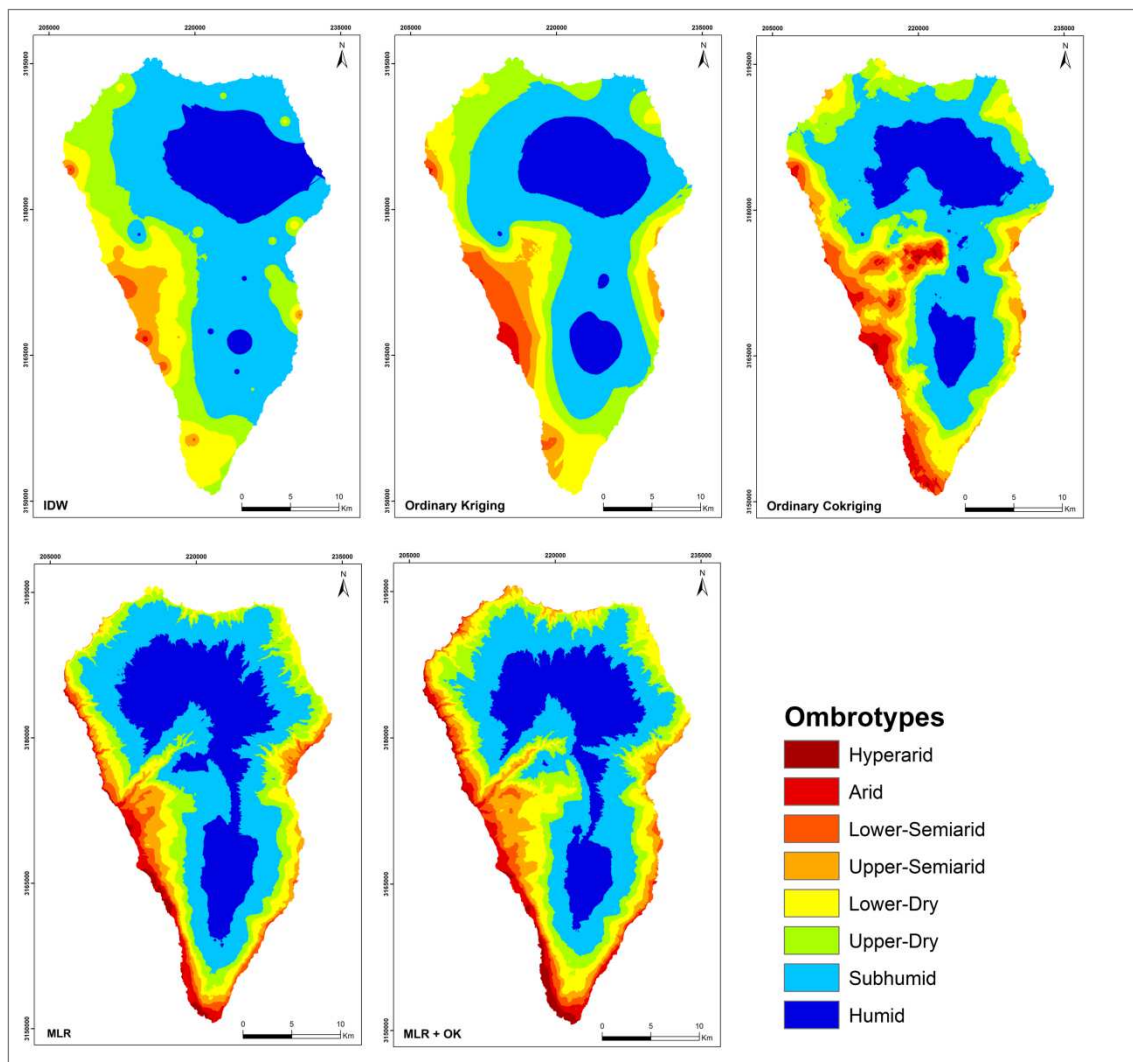 205000 220000 235000
N
3195000
3180000
3165000
3150000
IDW
0 5 10
Km
205000 220000 235000
N
3195000
3180000
3165000
3150000
Ordinary Kriging
0 5 10
Km
205000 220000 235000
N
3195000
3180000
3165000
3150000
Ordinary Cokriging
0 5 10
Km
205000 220000 235000
N
3195000
3180000
3165000
3150000
MLR
0 5 10
Km
205000 220000 235000
N
3195000
3180000
3165000
3150000
MLR + OK
0 5 10
Km
Ombrotypes
Hyperarid
Arid
Lower-Semiarid
Upper-Semiarid
Lower-Dry
Upper-Dry
Subhumid
Humid